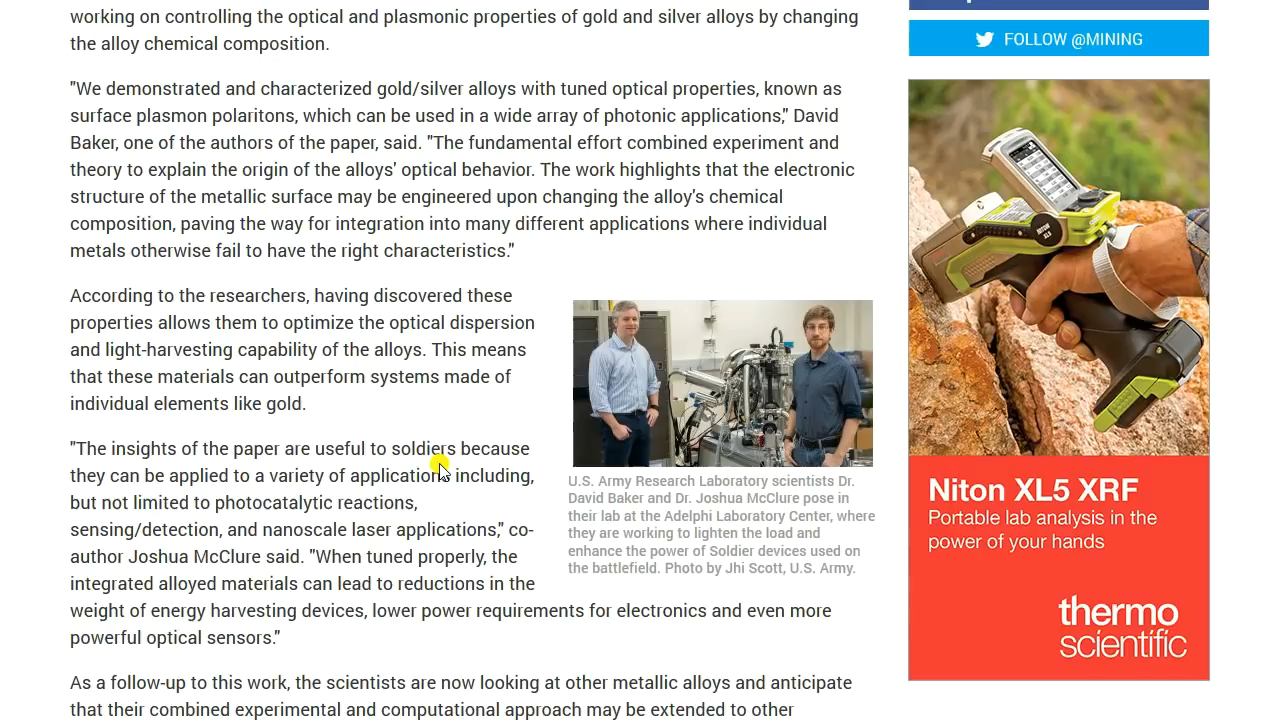 working on controlling the optical and plasmonic properties of gold and silver alloys by changing
the alloy chemical composition.
"We demonstrated and characterized gold/silver alloys with tuned optical properties, known as
surface plasmon polaritons, which can be used in a wide array of photonic applications," David
Baker, one of the authors of the paper, said. "The fundamental effort combined experiment and
theory to explain the origin of the alloys' optical behavior. The work highlights that the electronic
structure of the metallic surface may be engineered upon changing the alloy's chemical
composition, paving the way for integration into many different applications where individual
metals otherwise fail to have the right characteristics."
According to the researchers, having discovered these
properties allows them to optimize the optical dispersion
and light-harvesting capability of the alloys. This means
that these materials can outperform systems made of
individual elements like gold.
"The insights of the paper are useful to soldiers because
they can be applied to a variety of applications including,
but not limited to photocatalytic reactions,
sensing/detection, and nanoscale laser applications," co-
author Joshua McClure said. "When tuned properly, the
integrated alloyed materials can lead to reductions in the
weight of energy harvesting devices, lower power requirements for electronics and even more
powerful optical sensors."
As a follow-up to this work, the scientists are now looking at other metallic alloys and anticipate
that their combined experimental and computational approach may be extended to other
U.S. Army Research Laboratory scientists Dr.
David Baker and Dr. Joshua McClure pose in
their lab at the Adelphi Laboratory Center, where
they are working to lighten the load and
enhance the power of Soldier devices used on
the battlefield. Photo by Jhi Scott, U.S. Army.
FOLLOW @MINING
Niton XL5 XRF
Portable lab analysis in the
power of your hands
thermo
scientific